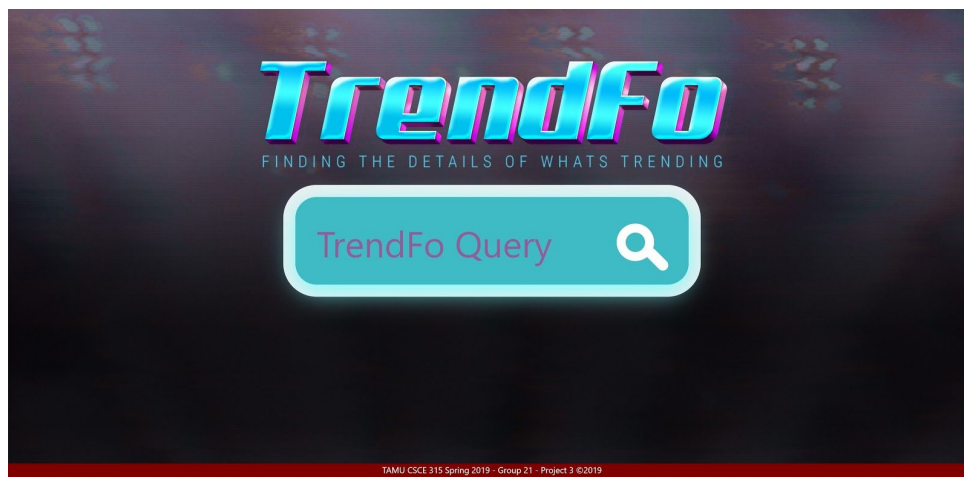 TrendFo
FINDING THE DETAILS OF WHATS TRENDING
TrendFo Query
TAMU CSCE 315 Spring 2019 - Group 21 - Project 3 ©2019